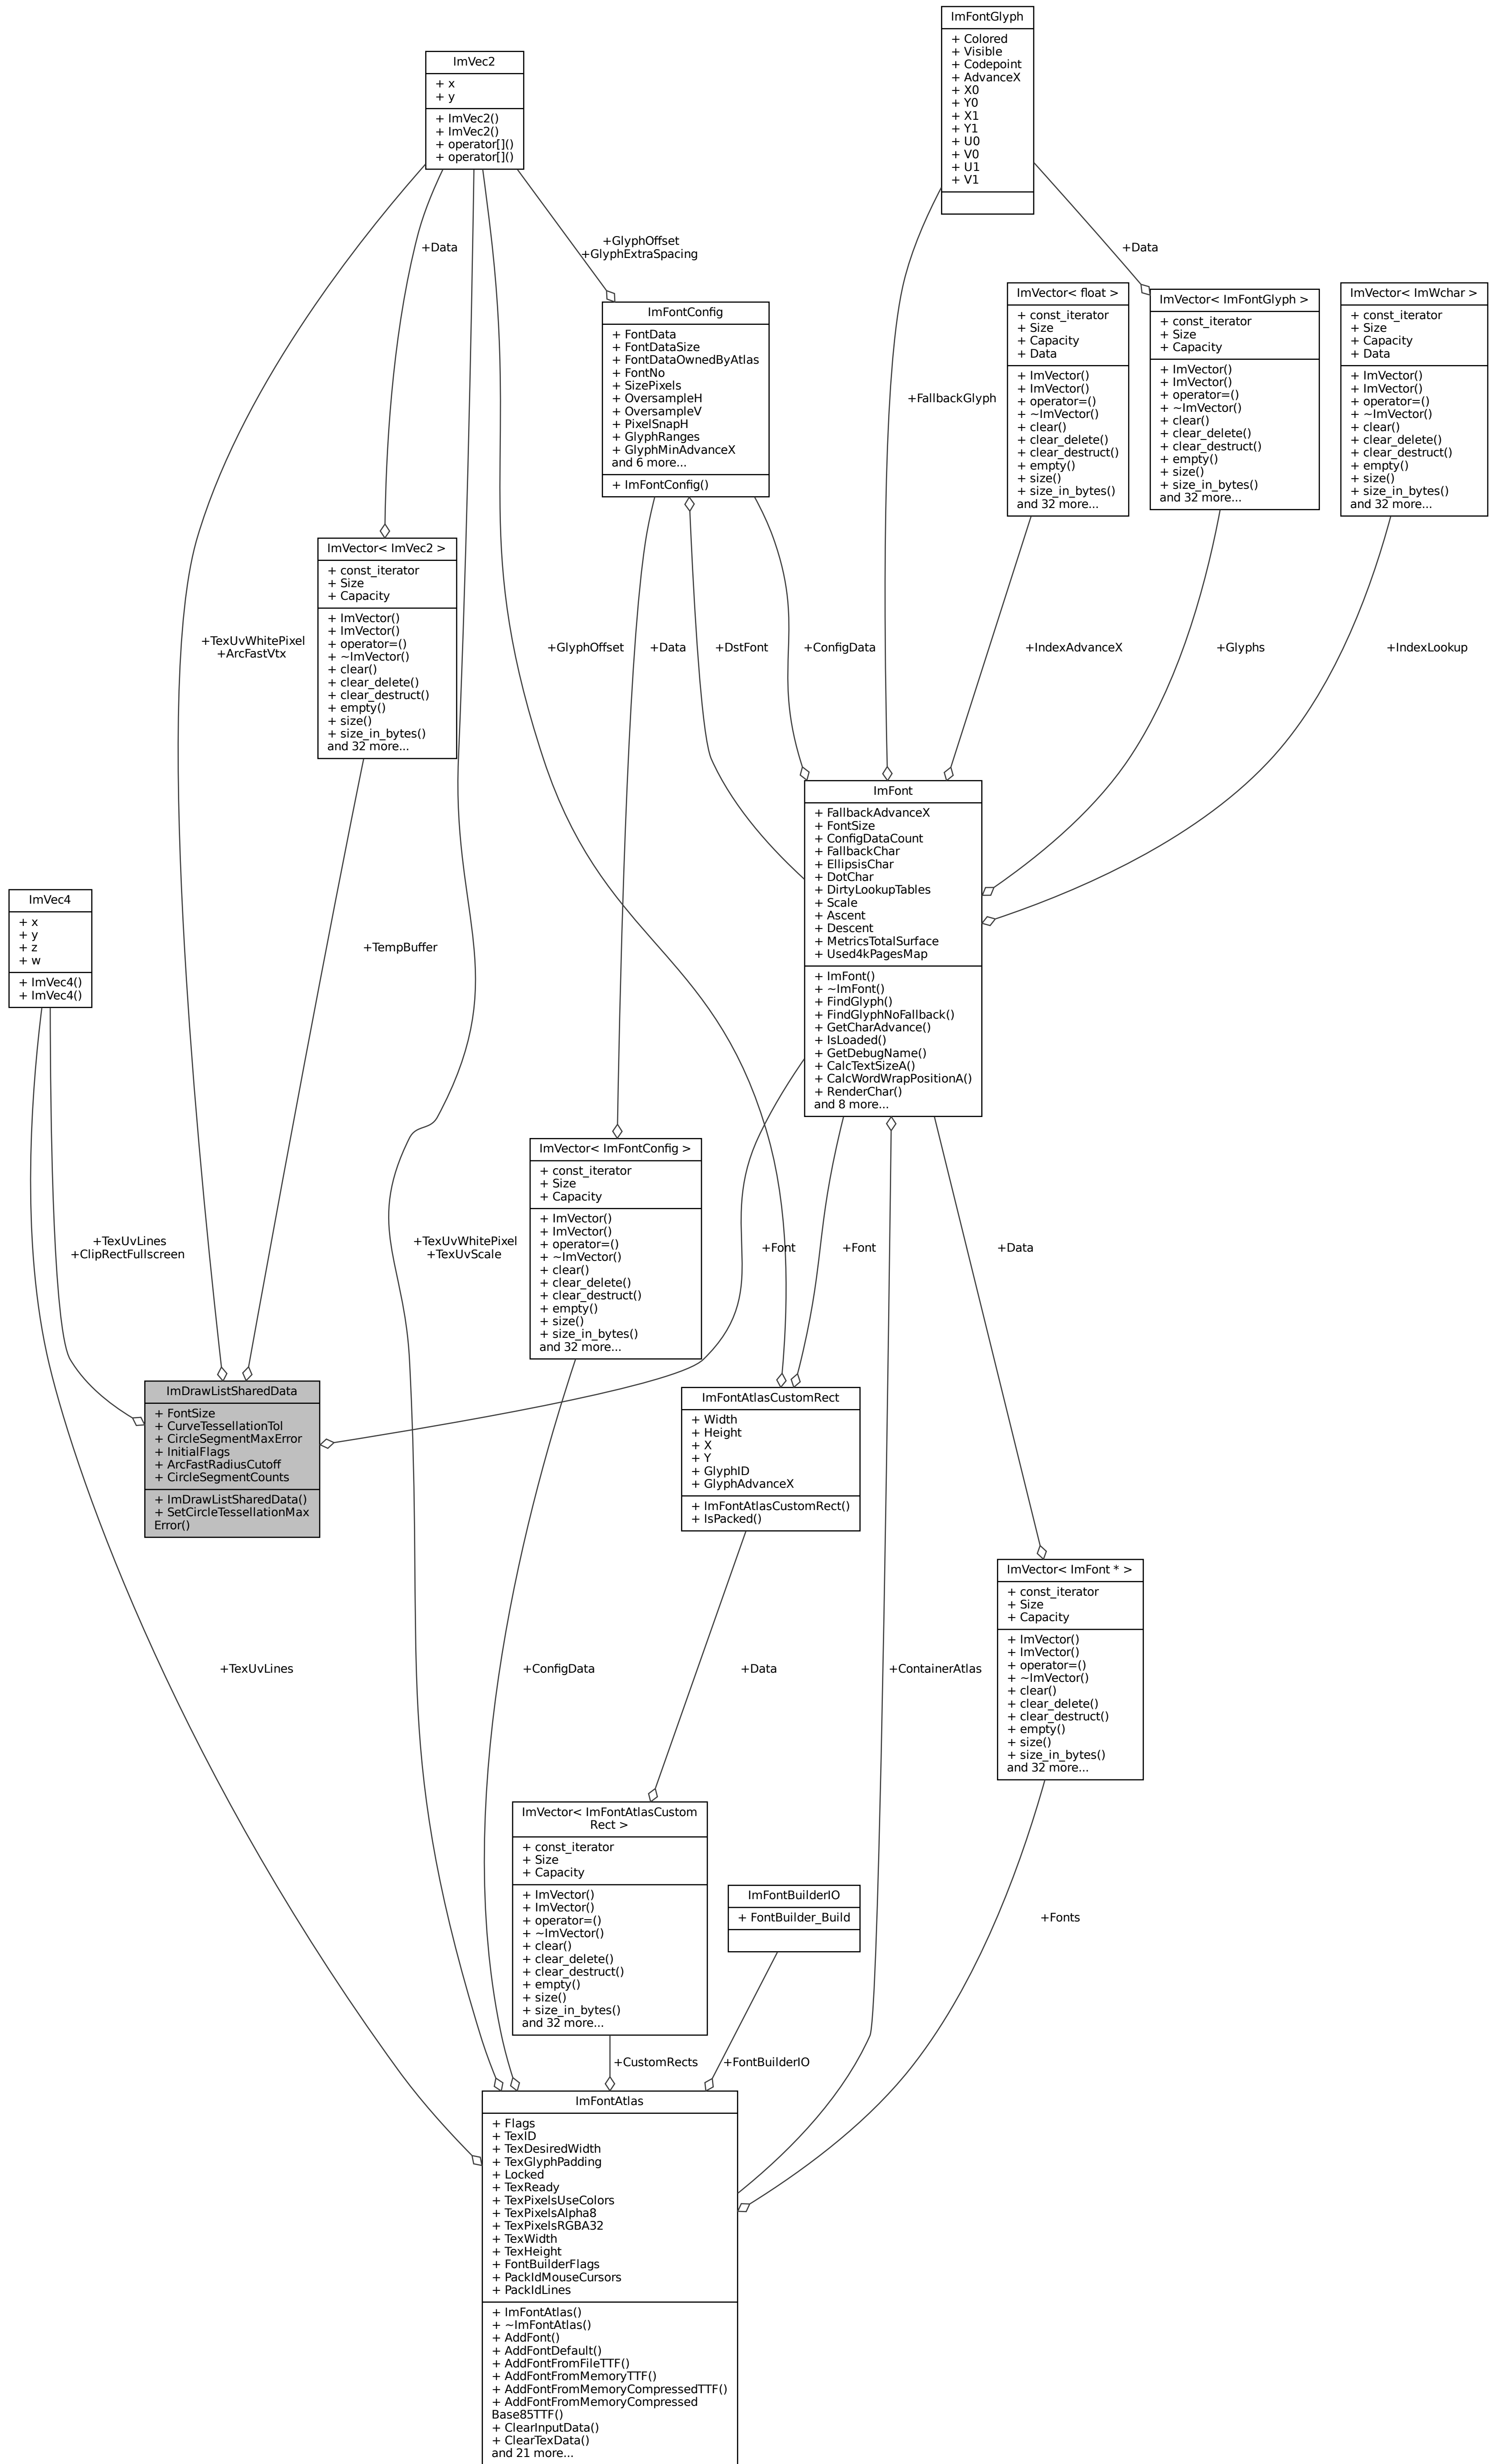 ImFontGlyph
+ Colored
+ Visible
+ Codepoint
+ AdvanceX
+ X0
+ Y0
+ X1
+ Y1
+ U0
+ V0
+ U1
+ V1
ImVec2
+ x
+ y
+ ImVec2()
+ ImVec2()
+ operator[]()
+ operator[]()
+Data
+GlyphOffset
+GlyphExtraSpacing
+Data
ImFontConfig
+ FontData
+ FontDataSize
+ FontDataOwnedByAtlas
+ FontNo
+ SizePixels
+ OversampleH
+ OversampleV
+ PixelSnapH
+ GlyphRanges
+ GlyphMinAdvanceX
and 6 more...
+ ImFontConfig()
+FallbackGlyph
ImVector< float >
+ const_iterator
+ Size
+ Capacity
+ Data
+ ImVector()
+ ImVector()
+ operator=()
+ ~ImVector()
+ clear()
+ clear_delete()
+ clear_destruct()
+ empty()
+ size()
+ size_in_bytes()
and 32 more...
ImVector< ImFontGlyph >
+ const_iterator
+ Size
+ Capacity
+ ImVector()
+ ImVector()
+ operator=()
+ ~ImVector()
+ clear()
+ clear_delete()
+ clear_destruct()
+ empty()
+ size()
+ size_in_bytes()
and 32 more...
ImVector< ImWchar >
+ const_iterator
+ Size
+ Capacity
+ Data
+ ImVector()
+ ImVector()
+ operator=()
+ ~ImVector()
+ clear()
+ clear_delete()
+ clear_destruct()
+ empty()
+ size()
+ size_in_bytes()
and 32 more...
ImVector< ImVec2 >
+ const_iterator
+ Size
+ Capacity
+ ImVector()
+ ImVector()
+ operator=()
+ ~ImVector()
+ clear()
+ clear_delete()
+ clear_destruct()
+ empty()
+ size()
+ size_in_bytes()
and 32 more...
+TexUvWhitePixel
+ArcFastVtx
+GlyphOffset
+Data
+DstFont
+ConfigData
+IndexAdvanceX
+Glyphs
+IndexLookup
ImFont
+ FallbackAdvanceX
+ FontSize
+ ConfigDataCount
+ FallbackChar
+ EllipsisChar
+ DotChar
+ DirtyLookupTables
+ Scale
+ Ascent
+ Descent
+ MetricsTotalSurface
+ Used4kPagesMap
+ ImFont()
+ ~ImFont()
+ FindGlyph()
+ FindGlyphNoFallback()
+ GetCharAdvance()
+ IsLoaded()
+ GetDebugName()
+ CalcTextSizeA()
+ CalcWordWrapPositionA()
+ RenderChar()
and 8 more...
ImVec4
+ x
+ y
+ z
+ w
+ ImVec4()
+ ImVec4()
+TempBuffer
ImVector< ImFontConfig >
+ const_iterator
+ Size
+ Capacity
+ ImVector()
+ ImVector()
+ operator=()
+ ~ImVector()
+ clear()
+ clear_delete()
+ clear_destruct()
+ empty()
+ size()
+ size_in_bytes()
and 32 more...
+TexUvLines
+ClipRectFullscreen
+TexUvWhitePixel
+TexUvScale
+Font
+Font
+Data
ImDrawListSharedData
+ FontSize
+ CurveTessellationTol
+ CircleSegmentMaxError
+ InitialFlags
+ ArcFastRadiusCutoff
+ CircleSegmentCounts
+ ImDrawListSharedData()
+ SetCircleTessellationMax
Error()
ImFontAtlasCustomRect
+ Width
+ Height
+ X
+ Y
+ GlyphID
+ GlyphAdvanceX
+ ImFontAtlasCustomRect()
+ IsPacked()
ImVector< ImFont * >
+ const_iterator
+ Size
+ Capacity
+ ImVector()
+ ImVector()
+ operator=()
+ ~ImVector()
+ clear()
+ clear_delete()
+ clear_destruct()
+ empty()
+ size()
+ size_in_bytes()
and 32 more...
+TexUvLines
+ConfigData
+Data
+ContainerAtlas
ImVector< ImFontAtlasCustom
Rect >
+ const_iterator
+ Size
+ Capacity
+ ImVector()
+ ImVector()
+ operator=()
+ ~ImVector()
+ clear()
+ clear_delete()
+ clear_destruct()
+ empty()
+ size()
+ size_in_bytes()
and 32 more...
ImFontBuilderIO
+ FontBuilder_Build
+Fonts
+CustomRects
+FontBuilderIO
ImFontAtlas
+ Flags
+ TexID
+ TexDesiredWidth
+ TexGlyphPadding
+ Locked
+ TexReady
+ TexPixelsUseColors
+ TexPixelsAlpha8
+ TexPixelsRGBA32
+ TexWidth
+ TexHeight
+ FontBuilderFlags
+ PackIdMouseCursors
+ PackIdLines
+ ImFontAtlas()
+ ~ImFontAtlas()
+ AddFont()
+ AddFontDefault()
+ AddFontFromFileTTF()
+ AddFontFromMemoryTTF()
+ AddFontFromMemoryCompressedTTF()
+ AddFontFromMemoryCompressed
Base85TTF()
+ ClearInputData()
+ ClearTexData()
and 21 more...